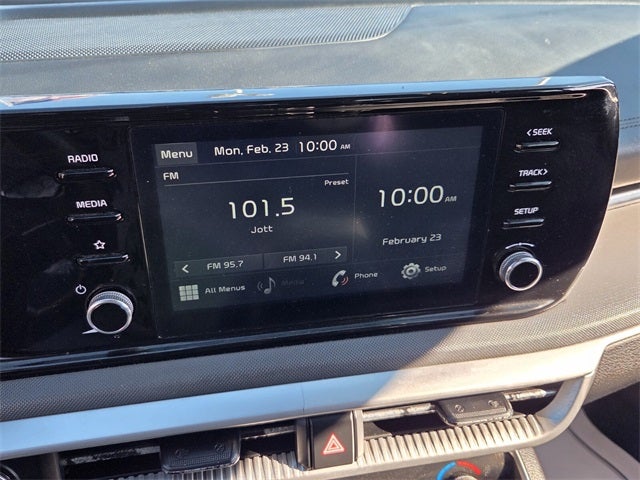 RADIO
MEDIA
Menu Mon, Feb. 23 10:00 AM
FM
Preset
101.5
Jott
< FM 95.7 FM 94.1 >
10:00 AM
February 23
All Menus Media Phone Setup
< SEEK
TRACK >
SETUP